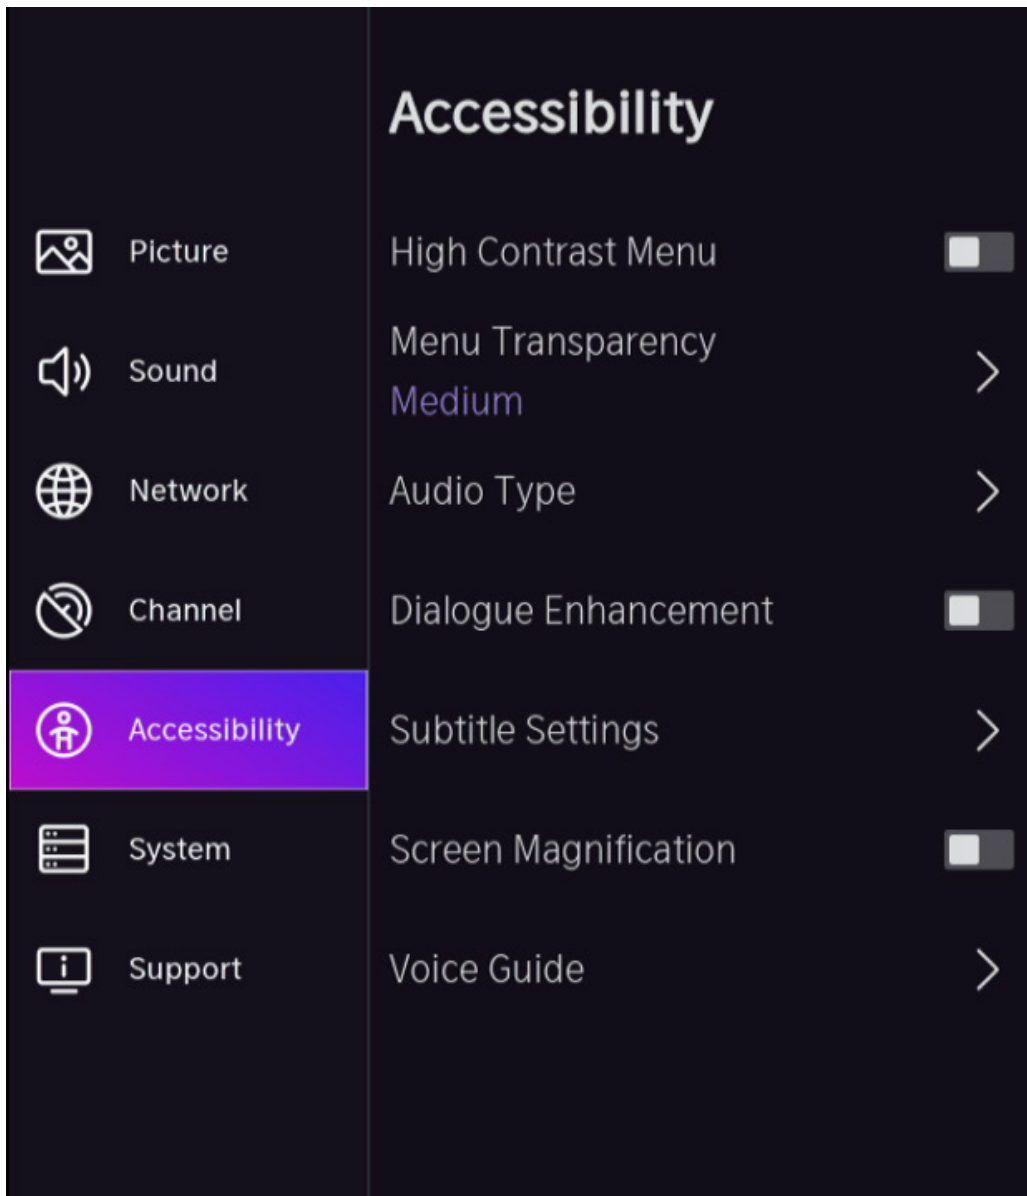 Accessibility
Picture
High Contrast Menu
Sound
Menu Transparency
Medium
Network
Audio Type
Channel
Dialogue Enhancement
Accessibility
Subtitle Settings
System
Screen Magnification
Support
Voice Guide